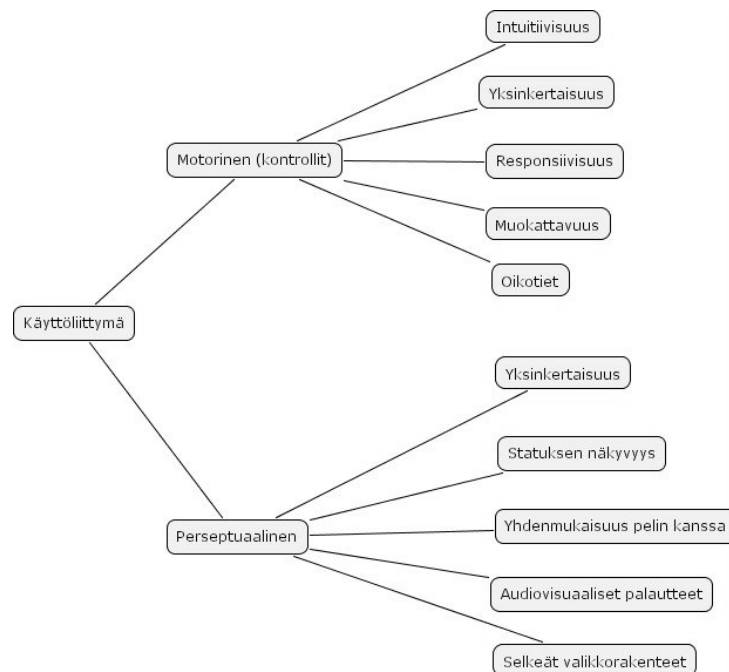 Intuitiivisuus
Yksinkertaisuus
Motorinen (kontrollit)
Responsiivisuus
Muokattavuus
Oikotiet
Käyttöliittymä
Yksinkertaisuus
Statuksen näkyvyys
Yhdenmukaisuus pelin kanssa
Perseptuaalinen
Audiovisuaaliset palautteet
Selkeät valikkorakenteet